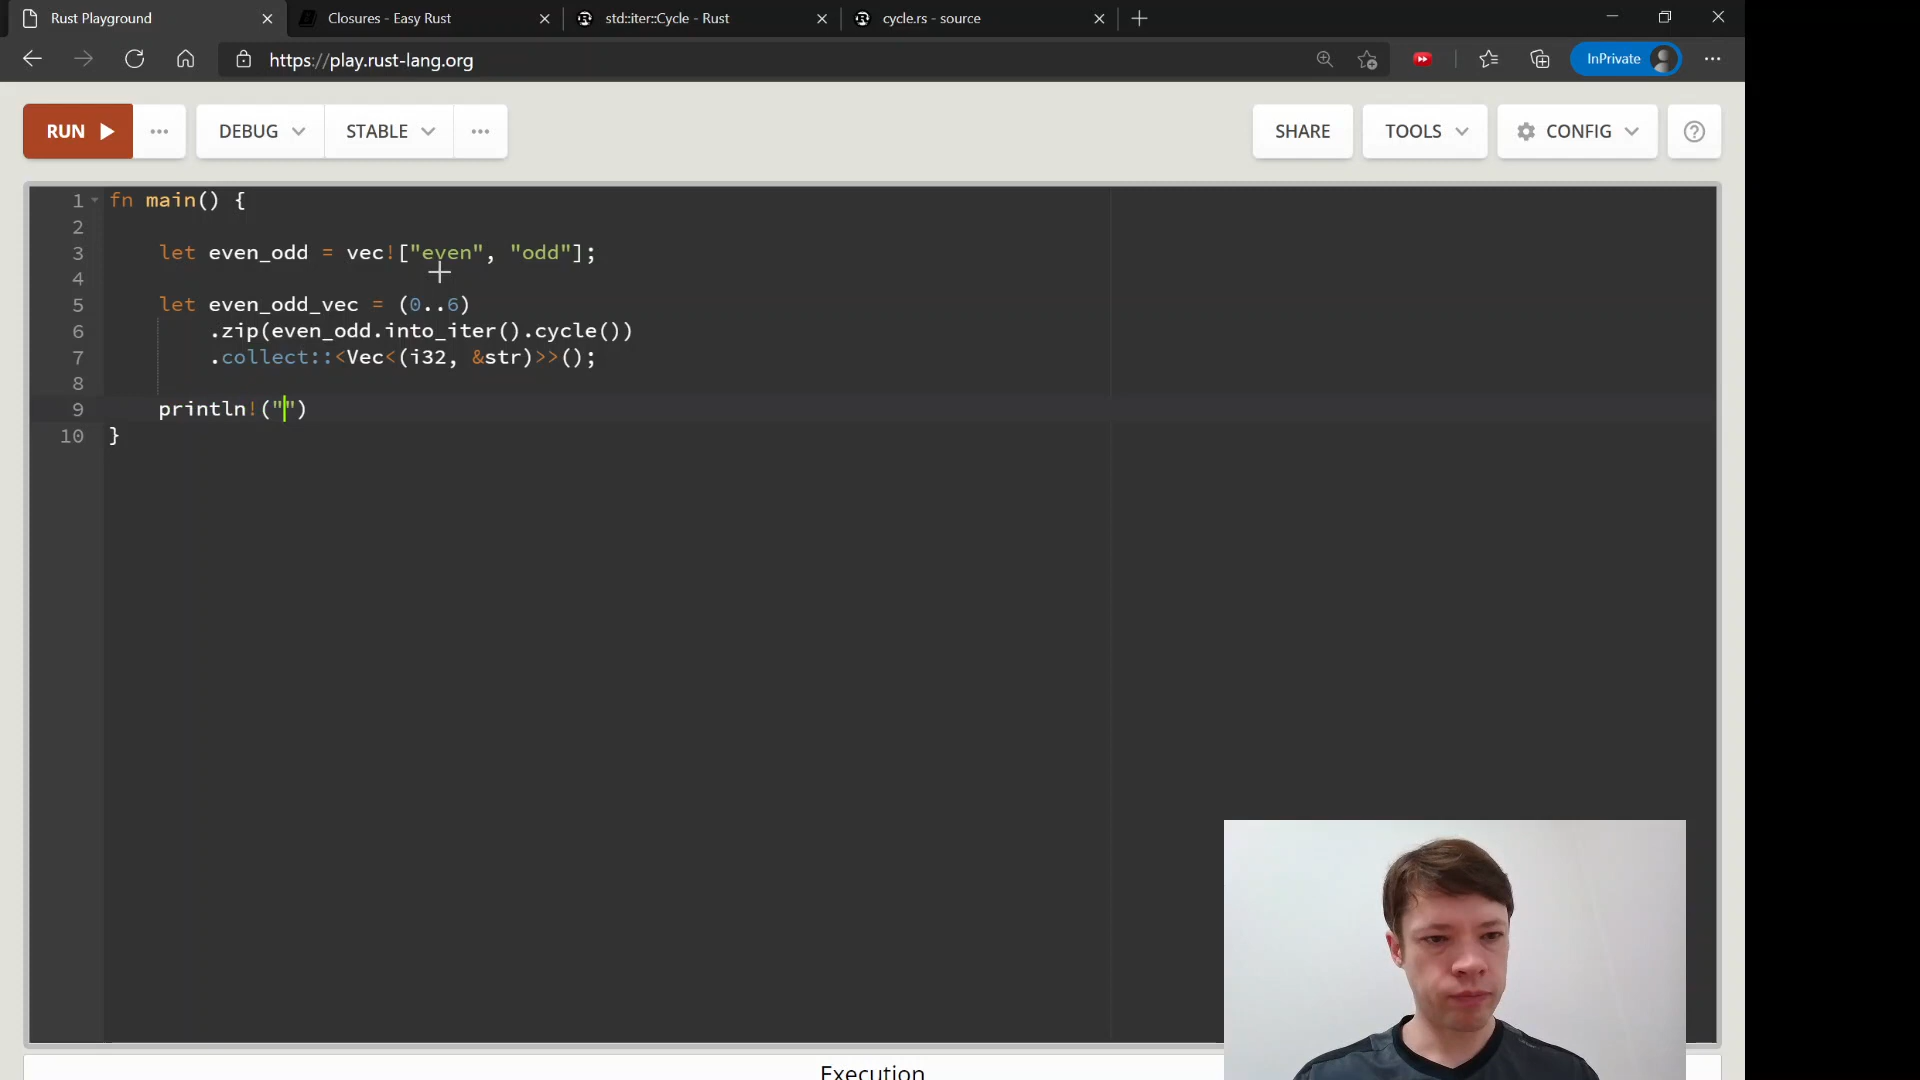 Rust Playground
Closures - Easy Rust
std::iter::Cycle - Rust
cycle.rs - source
https://play.rust-lang.org
InPrivate
RUN
DEBUG
STABLE
SHARE
TOOLS
CONFIG
1 fn main() {
2
3 let even_odd = vec!["even", "odd"];
4
5 let even_odd_vec = (0..6)
6 .zip(even_odd.into_iter().cycle())
7 .collect::<Vec<(i32, &str)>>();
8
9 println!("")
10 }
Execution